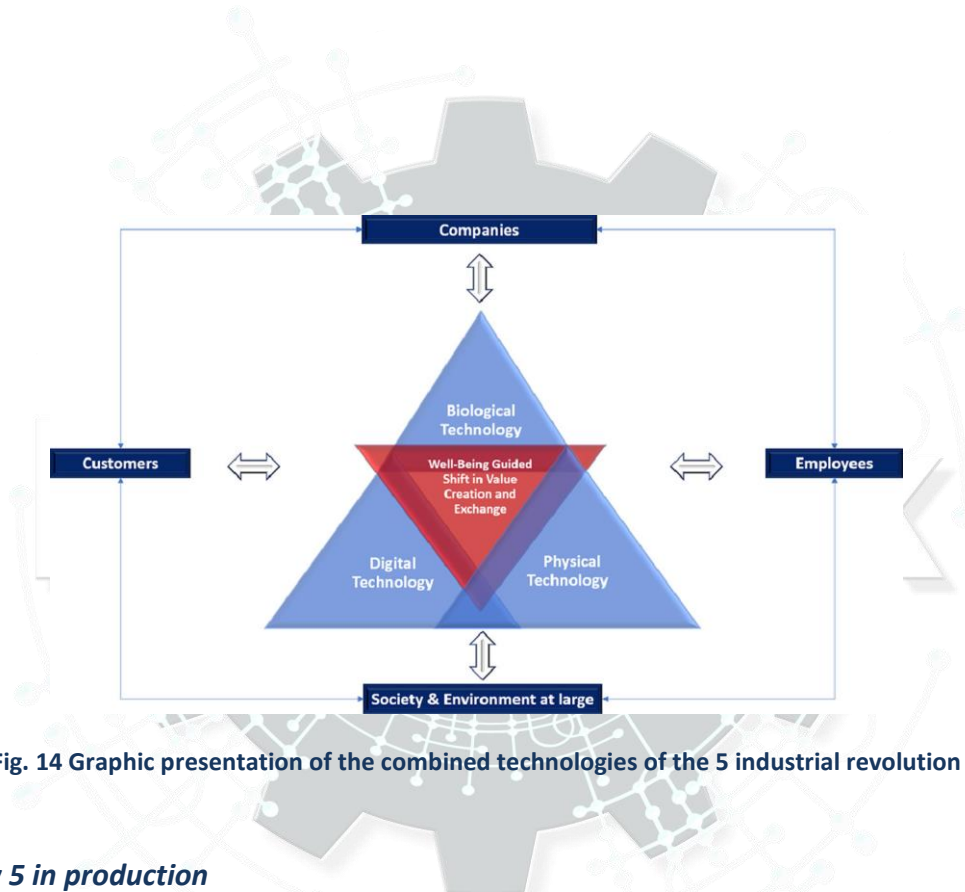 Companies
Biological
Technology
Customers
Well-Being Guided
Shift in Value
Creation and
Exchange
Employees
Digital
Technology
Physical
Technology
Society & Environment at large
Fig. 14 Graphic presentation of the combined technologies of the 5 industrial revolution
5 in production